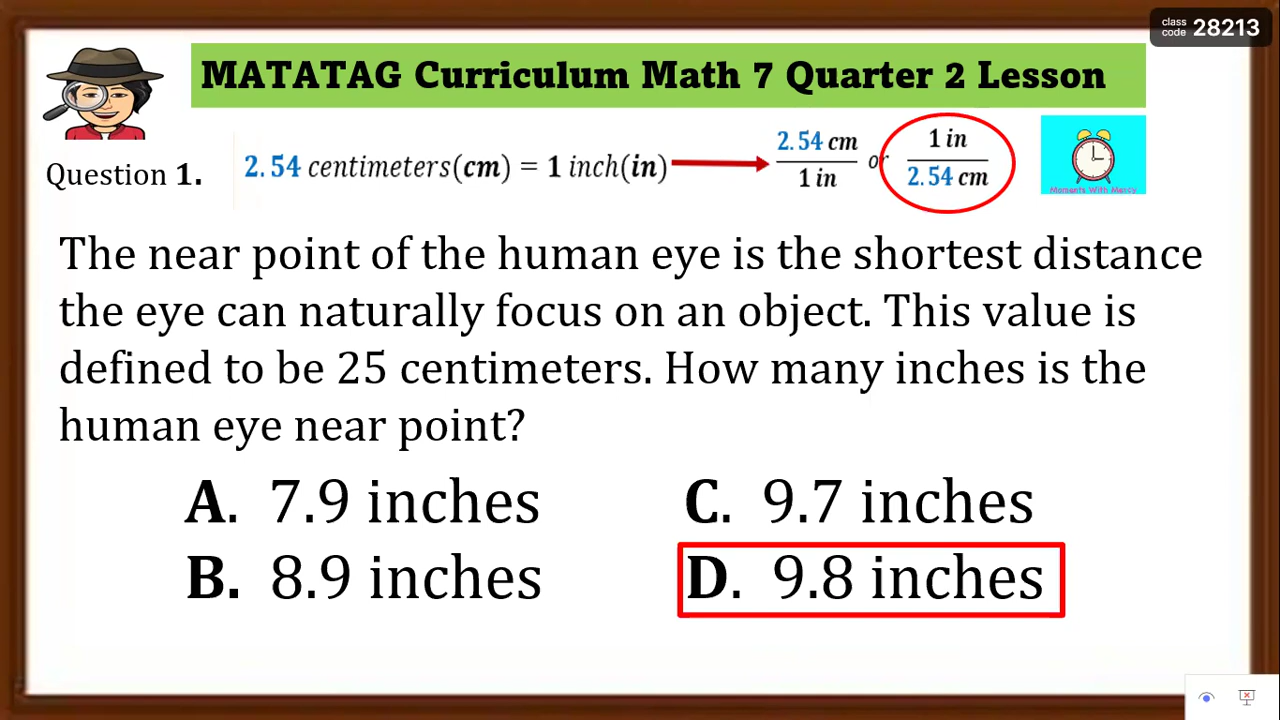 class code 28213
MATATAG Curriculum Math 7 Quarter 2 Lesson
Question 1.
2.54 centimeters(cm) = 1 inch(in)
2.54 cm
1 in
or
1 in
2.54 cm
Moments With Mercy
The near point of the human eye is the shortest distance
the eye can naturally focus on an object. This value is
defined to be 25 centimeters. How many inches is the
human eye near point?
A. 7.9 inches
B. 8.9 inches
C. 9.7 inches
D. 9.8 inches